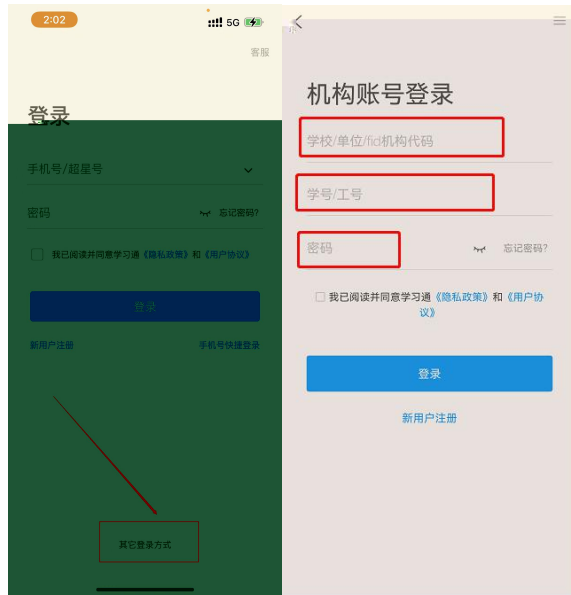 2:02
5G
客服
登录
手机号/超星号
密码
忘记密码?
我已阅读并同意学习通《隐私政策》和《用户协议》
登录
新用户注册
手机号快捷登录
其它登录方式
机构账号登录
学校/单位/fid机构代码
学号/工号
密码
忘记密码?
我已阅读并同意学习通《隐私政策》和《用户协
议》
登录
新用户注册